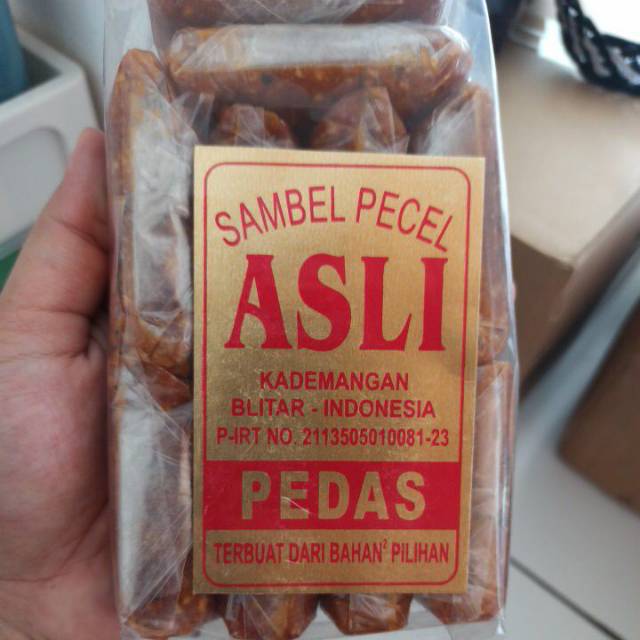 SAMBEL PECEL
ASLI
KADEMANGAN
BLITAR - INDONESIA
P-IRT NO. 2113505010081-23
PEDAS
TERBUAT DARI BAHAN² PILIHAN